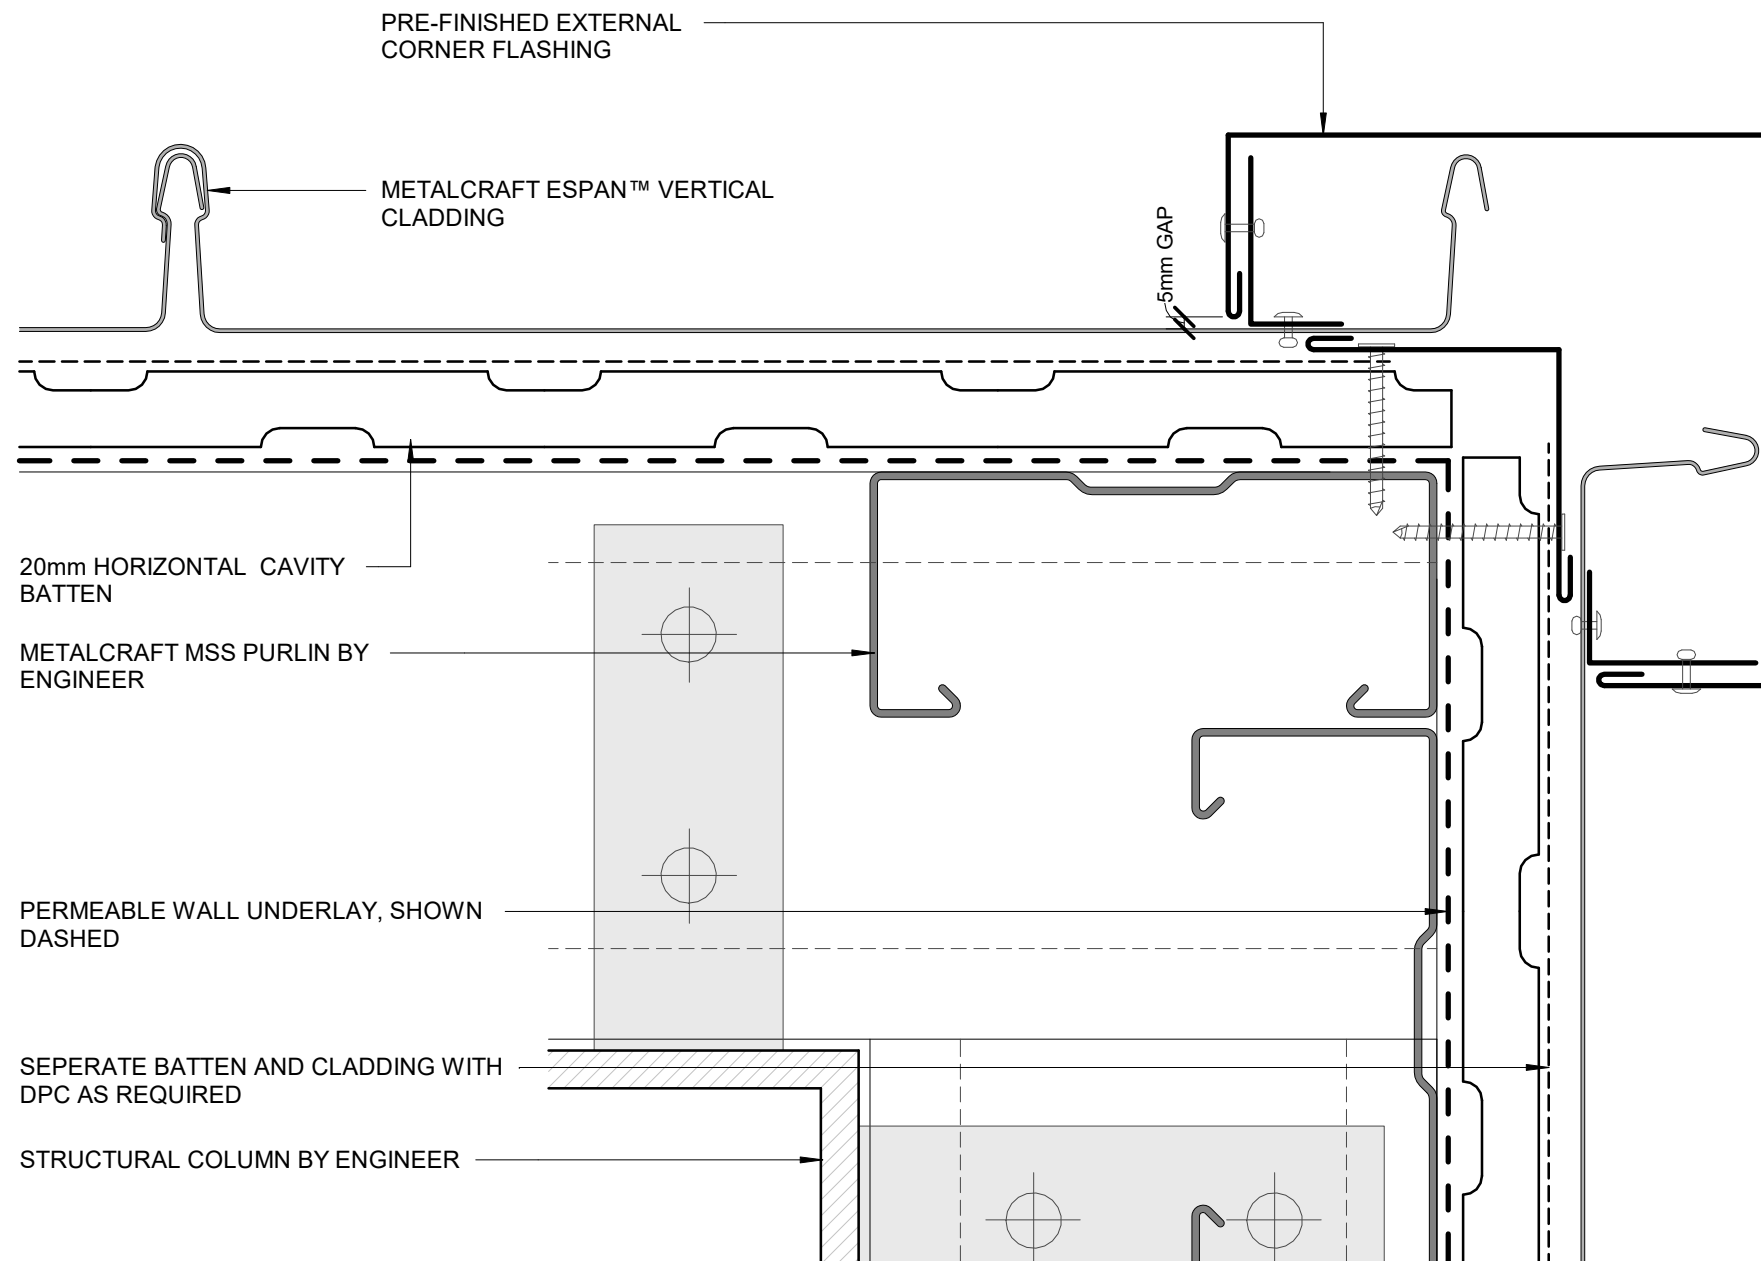 PRE-FINISHED EXTERNAL
CORNER FLASHING
METALCRAFT ESPAN™ VERTICAL
CLADDING
5mm GAP
20mm HORIZONTAL  CAVITY
BATTEN
METALCRAFT MSS PURLIN BY
ENGINEER
PERMEABLE WALL UNDERLAY, SHOWN
DASHED
SEPERATE BATTEN AND CLADDING WITH
DPC AS REQUIRED
STRUCTURAL COLUMN BY ENGINEER